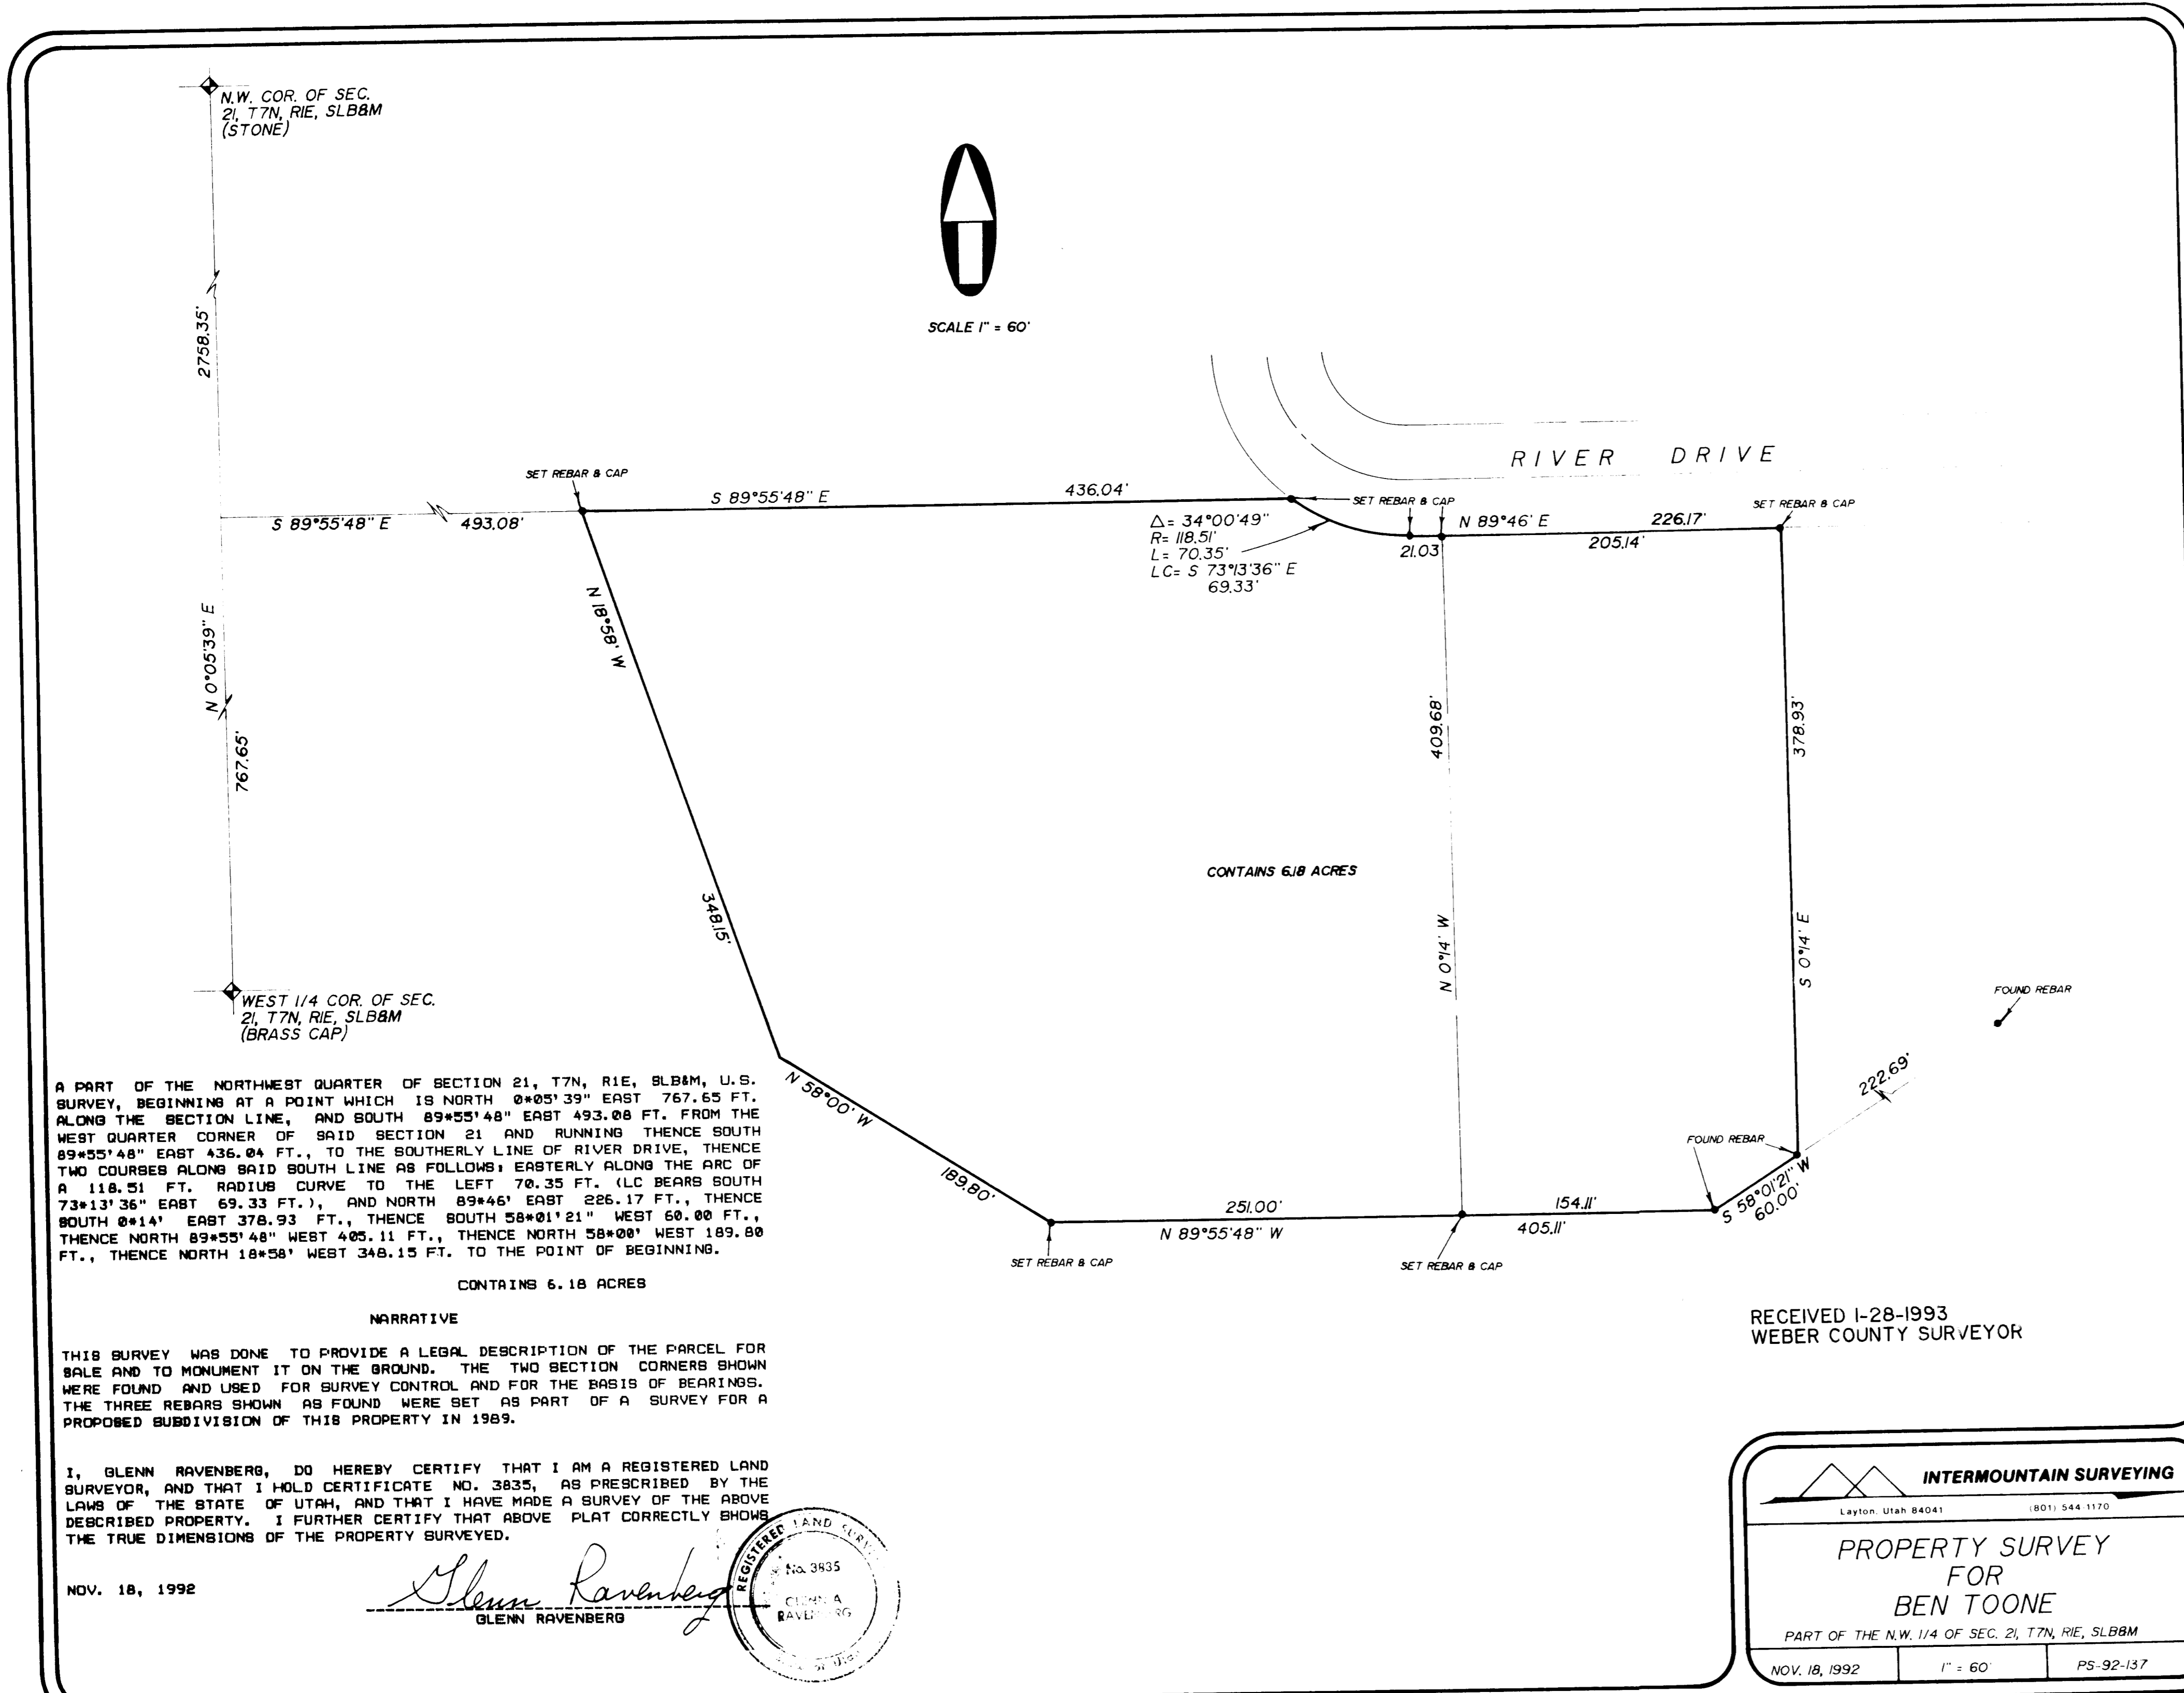 N.W. COR. OF SEC.
21, T7N, R1E, SLB&M
(STONE)
2758.35'
SCALE 1" = 60'
RIVER DRIVE
SET REBAR & CAP
S 89°55'48" E
493.08'
S 89°55'48" E
436.04'
SET REBAR & CAP
Δ= 34°00'49"
R= 118.51'
L= 70.35'
LC= S 73°13'36" E
69.33'
N 89°46' E
226.17'
SET REBAR & CAP
21.03
205.14'
N 18°58' W
348.15'
N 0°05'39" E
767.65'
409.68'
N 0°14' W
378.93'
S 0°14' E
CONTAINS 6.18 ACRES
FOUND REBAR
WEST 1/4 COR. OF SEC.
21, T7N, R1E, SLB&M
(BRASS CAP)
222.69'
N 58°00' W
189.80'
FOUND REBAR
S 58°01'21" W
60.00'
251.00'
N 89°55'48" W
154.11'
405.11'
SET REBAR & CAP
SET REBAR & CAP
A PART OF THE NORTHWEST QUARTER OF SECTION 21, T7N, R1E, SLB&M, U.S.
SURVEY, BEGINNING AT A POINT WHICH IS NORTH 0*05'39" EAST 767.65 FT.
ALONG THE SECTION LINE, AND SOUTH 89*55'48" EAST 493.08 FT. FROM THE
WEST QUARTER CORNER OF SAID SECTION 21 AND RUNNING THENCE SOUTH
89*55'48" EAST 436.04 FT., TO THE SOUTHERLY LINE OF RIVER DRIVE, THENCE
TWO COURSES ALONG SAID SOUTH LINE AS FOLLOWS: EASTERLY ALONG THE ARC OF
A 118.51 FT. RADIUS CURVE TO THE LEFT 70.35 FT. (LC BEARS SOUTH
73*13'36" EAST 69.33 FT.), AND NORTH 89*46' EAST 226.17 FT., THENCE
SOUTH 0*14' EAST 378.93 FT., THENCE SOUTH 58*01'21" WEST 60.00 FT.,
THENCE NORTH 89*55'48" WEST 405.11 FT., THENCE NORTH 58*00' WEST 189.80
FT., THENCE NORTH 18*58' WEST 348.15 FT. TO THE POINT OF BEGINNING.
CONTAINS 6.18 ACRES
NARRATIVE
THIS SURVEY WAS DONE TO PROVIDE A LEGAL DESCRIPTION OF THE PARCEL FOR
SALE AND TO MONUMENT IT ON THE GROUND. THE TWO SECTION CORNERS SHOWN
WERE FOUND AND USED FOR SURVEY CONTROL AND FOR THE BASIS OF BEARINGS.
THE THREE REBARS SHOWN AS FOUND WERE SET AS PART OF A SURVEY FOR A
PROPOSED SUBDIVISION OF THIS PROPERTY IN 1989.
I, GLENN RAVENBERG, DO HEREBY CERTIFY THAT I AM A REGISTERED LAND
SURVEYOR, AND THAT I HOLD CERTIFICATE NO. 3835, AS PRESCRIBED BY THE
LAWS OF THE STATE OF UTAH, AND THAT I HAVE MADE A SURVEY OF THE ABOVE
DESCRIBED PROPERTY. I FURTHER CERTIFY THAT ABOVE PLAT CORRECTLY SHOWS
THE TRUE DIMENSIONS OF THE PROPERTY SURVEYED.
NOV. 18, 1992
Glenn Ravenberg
GLENN RAVENBERG
REGISTERED LAND
No. 3835
RECEIVED 1-28-1993
WEBER COUNTY SURVEYOR
INTERMOUNTAIN SURVEYING
Layton, Utah 84041
(801) 544-1170
PROPERTY SURVEY
FOR
BEN TOONE
PART OF THE N.W. 1/4 OF SEC. 21, T7N, R1E, SLB&M
NOV. 18, 1992
1" = 60'
PS-92-137